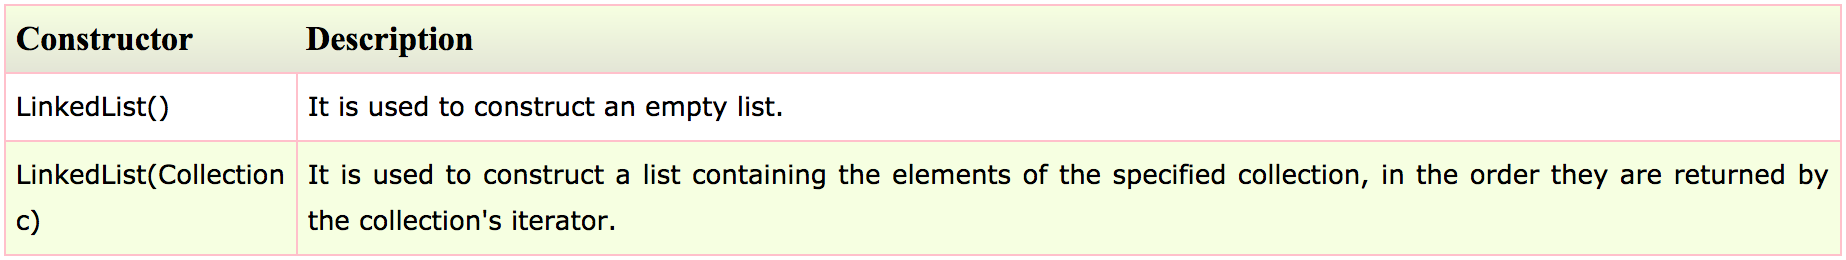 Constructor Description
LinkedList() It is used to construct an empty list.
LinkedList(Collection It is used to construct a list containing the elements of the specified collection, in the order they are returned by
c) the collection's iterator.